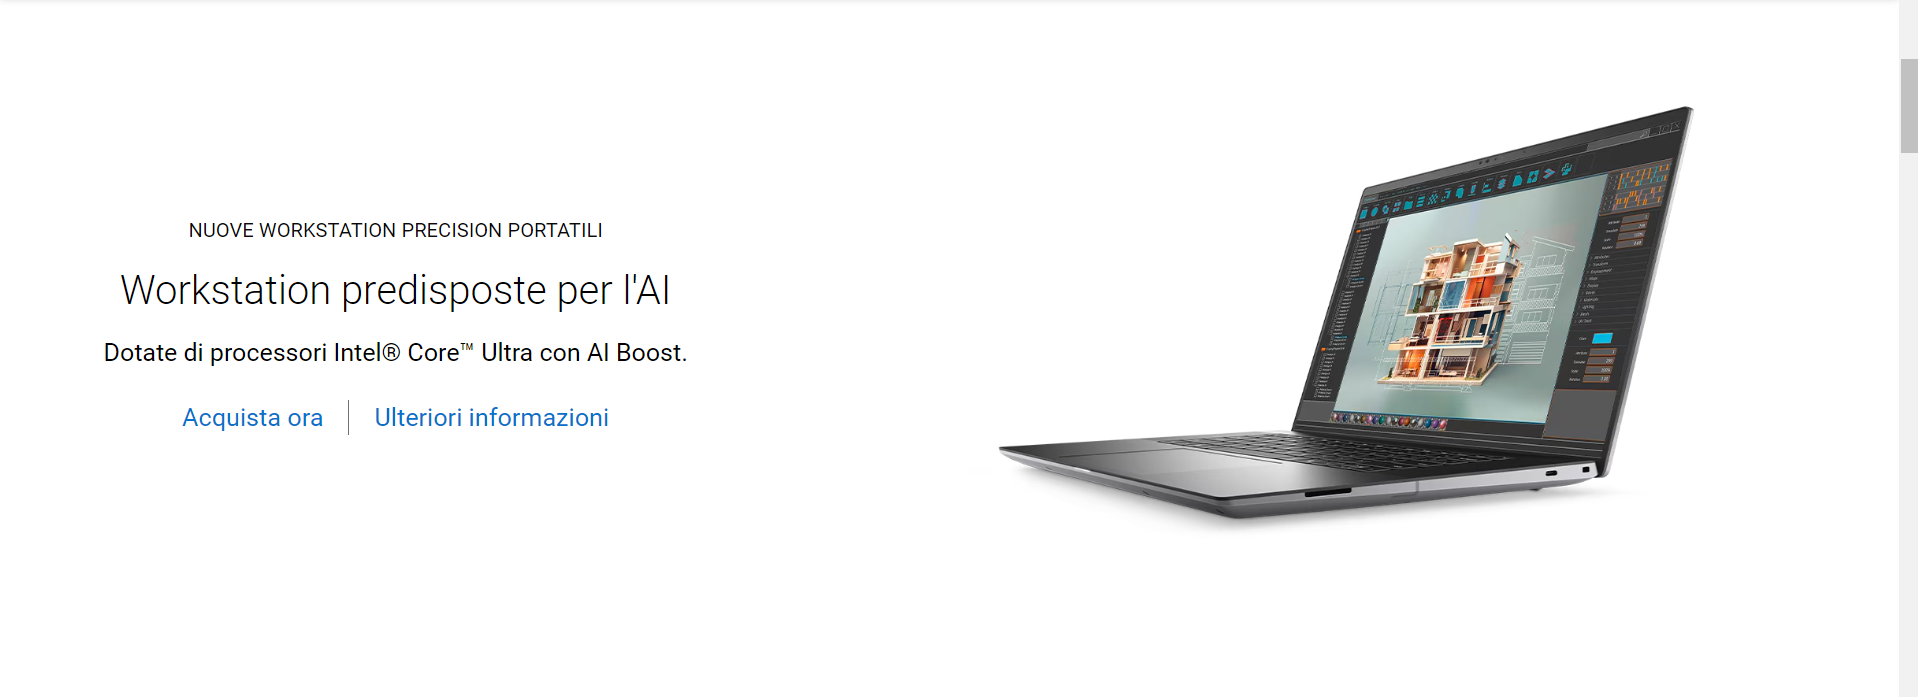 NUOVE WORKSTATION PRECISION PORTATILI
Workstation predisposte per l'AI
Dotate di processori Intel® Core™ Ultra con AI Boost.
Acquista ora
Ulteriori informazioni